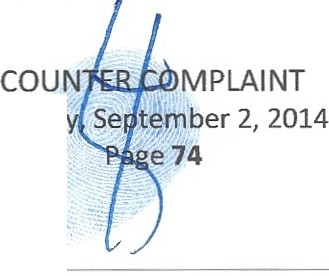 COUNTER COMPLAINT
y, September 2, 2014
Page 74